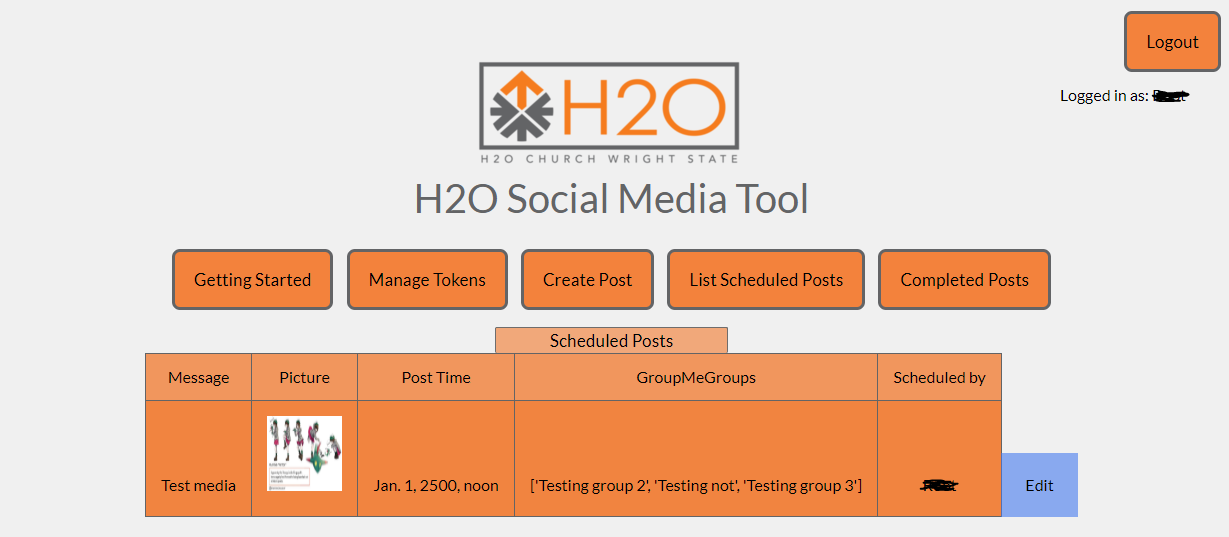 Logout
Logged in as:
H2O
H2O CHURCH WRIGHT STATE
H2O Social Media Tool
Getting Started Manage Tokens Create Post List Scheduled Posts Completed Posts
Scheduled Posts
Message Picture Post Time GroupMeGroups Scheduled by
Test media Jan. 1, 2500, noon ['Testing group 2', 'Testing not', 'Testing group 3'] Edit